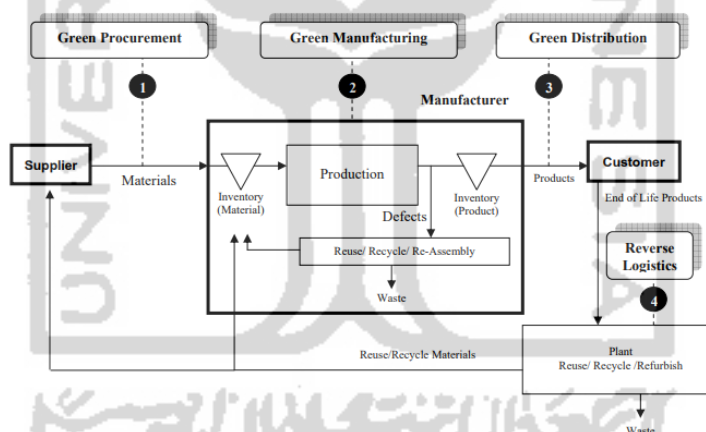 Green Procurement
Green Manufacturing
Green Distribution
1
2
3
Manufacturer
Supplier
Materials
Inventory
(Material)
Production
Defects
Inventory
(Product)
Products
Customer
End of Life Products
Reuse/ Recycle/ Re-Assembly
Waste
Reverse
Logistics
4
Reuse/Recycle Materials
Plant
Reuse/ Recycle /Refurbish
Waste